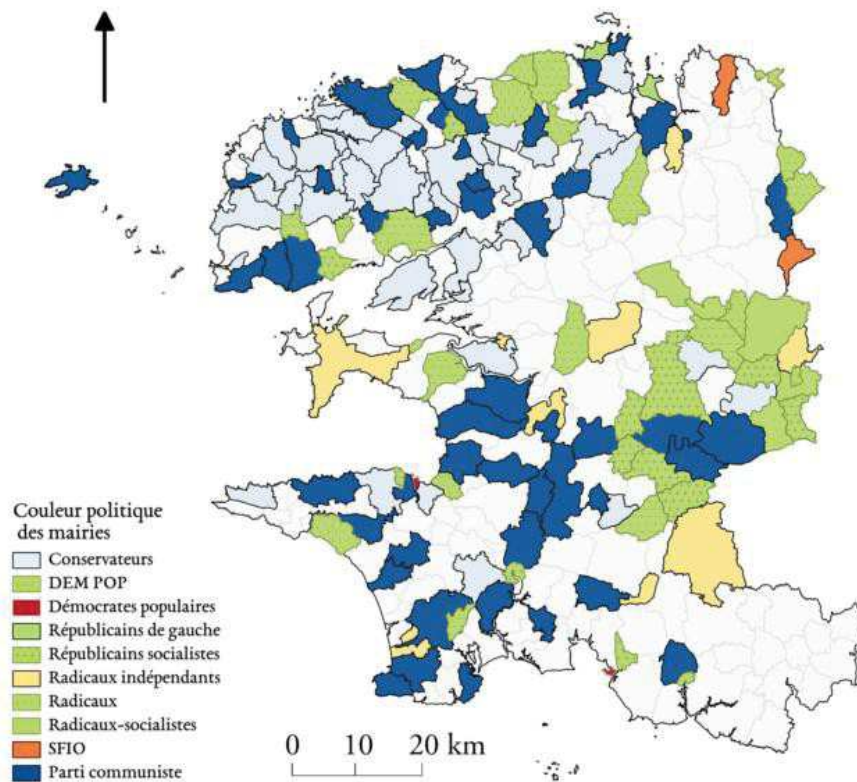 Couleur politique
des mairies
Conservateurs
DEM POP
Démocrates populaires
Républicains de gauche
Républicains socialistes
Radicaux indépendants
Radicaux
Radicaux-socialistes
SFIO
Parti communiste
0 10 20 km